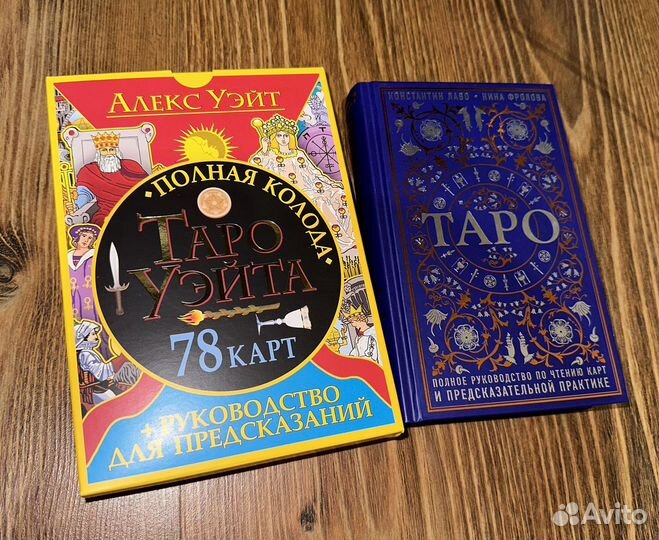 Алекс Уэйт
ПОЛНАЯ КОЛОДА
ТАРО
УЭЙТА
78 КАРТ
+ РУКОВОДСТВО
ДЛЯ ПРЕДСКАЗАНИЙ
КОНСТАНТИН ЛАВО • НИНА ФРОЛОВА
ТАРО
ПОЛНОЕ РУКОВОДСТВО ПО ЧТЕНИЮ КАРТ
И ПРЕДСКАЗАТЕЛЬНОЙ ПРАКТИКЕ
Avito